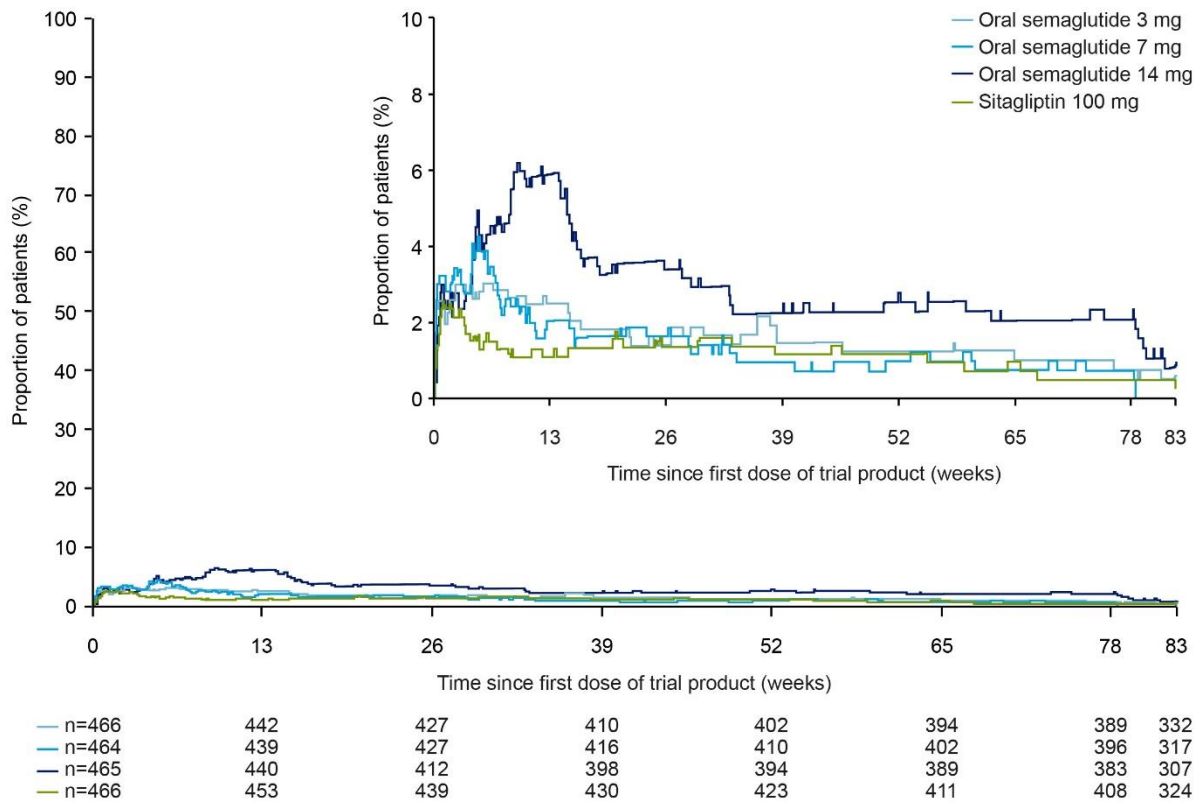 Oral semaglutide 3 mg
Oral semaglutide 7 mg
Oral semaglutide 14 mg
Sitagliptin 100 mg
Proportion of patients (%)
10
8
6
4
2
0
0 13 26 39 52 65 78 83
Time since first dose of trial product (weeks)
Proportion of patients (%)
100
90
80
70
60
50
40
30
20
10
0
0 13 26 39 52 65 78 83
Time since first dose of trial product (weeks)
n=466 442 427 410 402 394 389 332
n=464 439 427 416 410 402 396 317
n=465 440 412 398 394 389 383 307
n=466 453 439 430 423 411 408 324